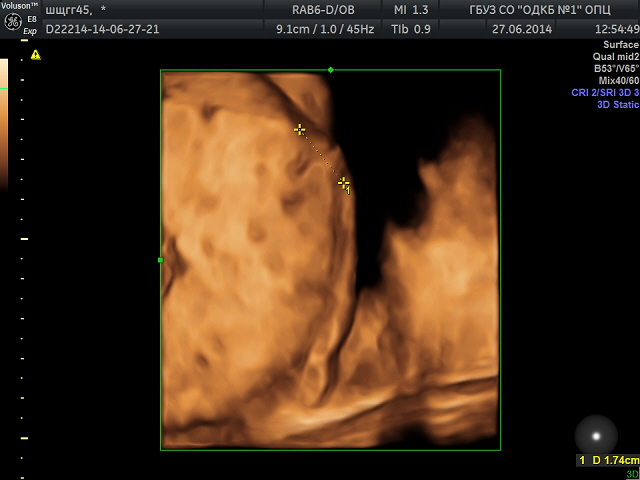 Voluson™
E8
Exp
шщгг45, *
D22214-14-06-27-21
RAB6-D/OB
9.1cm / 1.0 / 45Hz
MI 1.3
TIb 0.9
ГБУЗ СО "ОДКБ №1" ОПЦ
27.06.2014
12:54:49
Surface
Qual mid2
B53°/V65°
Mix40/60
CRI 2/SRI 3D 3
3D Static
1
1 D 1.74cm
3D